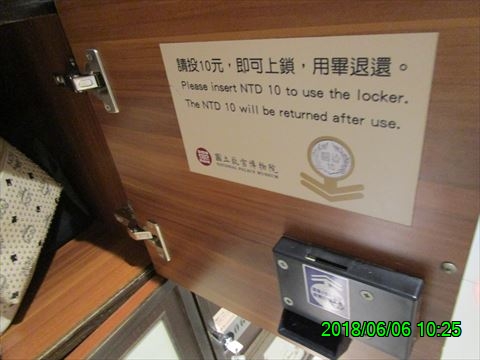 請投10元，即可上鎖，用畢退還。
Please insert NTD 10 to use the locker.
The NTD 10 will be returned after use.
國立故宮博物院
NATIONAL PALACE MUSEUM
2018/06/06 10:25